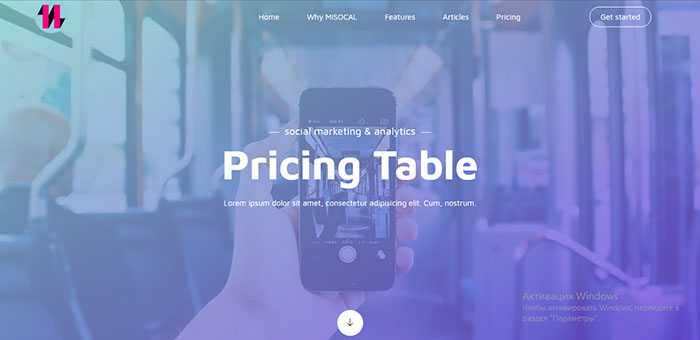 Home
Why MISOCAL
Features
Articles
Pricing
Get started
social marketing & analytics
Pricing Table
Lorem ipsum dolor sit amet, consectetur adipisicing elit. Cum, nostrum.
Активация Windows
Чтобы активировать Windows, перейдите в
раздел "Параметры".